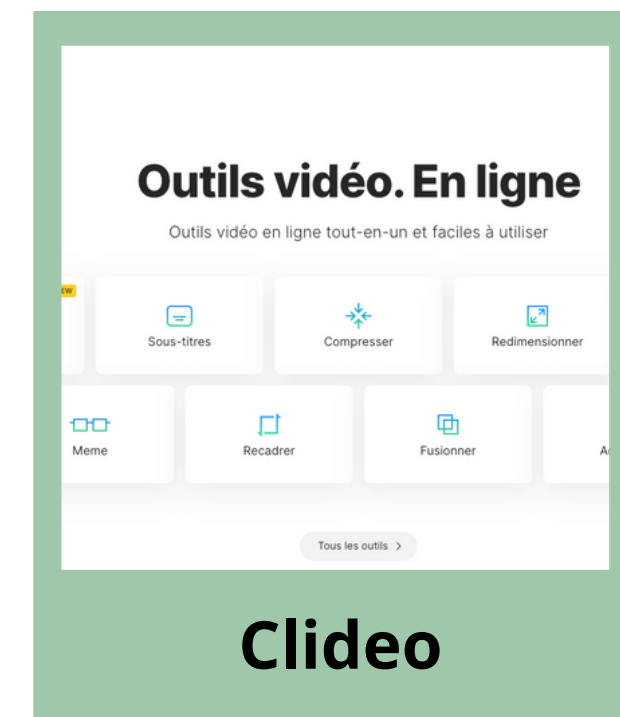 Outils vidéo. En ligne
Outils vidéo en ligne tout-en-un et faciles à utiliser
Sous-titres
Compresser
Redimensionner
Meme
Recadrer
Fusionner
Tous les outils
Clideo